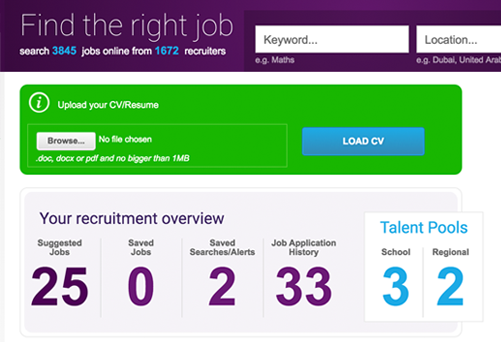 Find the right job
search 3845 jobs online from 1672 recruiters
Keyword...
Location...
e.g. Maths
e.g. Dubai, United Arab
Upload your CV/Resume
Browse... No file chosen
.doc, docx or pdf and no bigger than 1MB
LOAD CV
Your recruitment overview
Suggested Jobs
25
Saved Jobs
0
Saved Searches/Alerts
2
Job Application History
33
Talent Pools
School
3
Regional
2